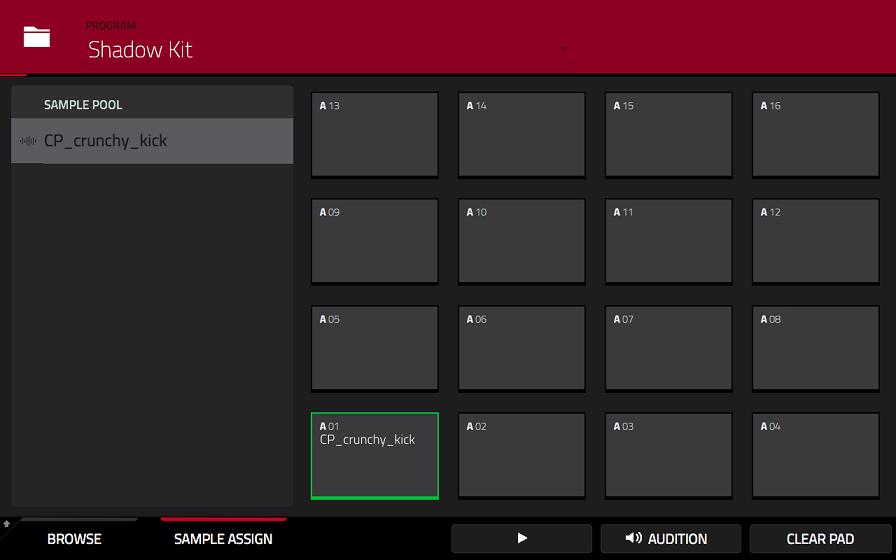 PROGRAM
Shadow Kit
SAMPLE POOL
CP_crunchy_kick
A 13
A 14
A 15
A 16
A 09
A 10
A 11
A 12
A 05
A 06
A 07
A 08
A 01
CP_crunchy_kick
A 02
A 03
A 04
BROWSE
SAMPLE ASSIGN
AUDITION
CLEAR PAD